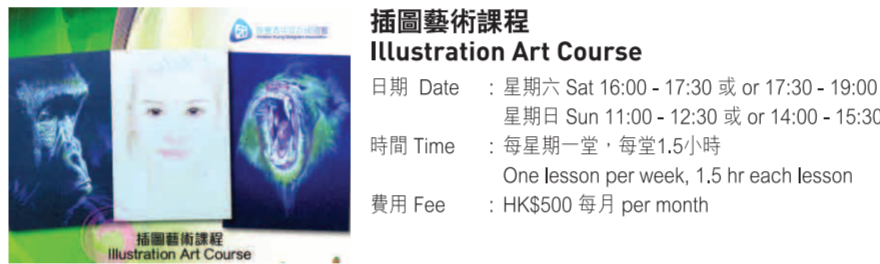 插圖藝術課程
Illustration Art Course
日期 Date : 星期六 Sat 16:00 - 17:30 或 or 17:30 - 19:00
星期日 Sun 11:00 - 12:30 或 or 14:00 - 15:30
時間 Time : 每星期一堂，每堂1.5小時
One lesson per week, 1.5 hr each lesson
費用 Fee : HK$500 每月 per month
插圖藝術課程
Illustration Art Course